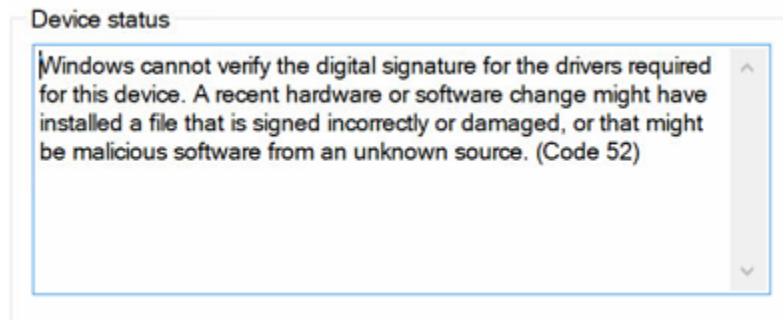 Device status
Windows cannot verify the digital signature for the drivers required
for this device. A recent hardware or software change might have
installed a file that is signed incorrectly or damaged, or that might
be malicious software from an unknown source. (Code 52)